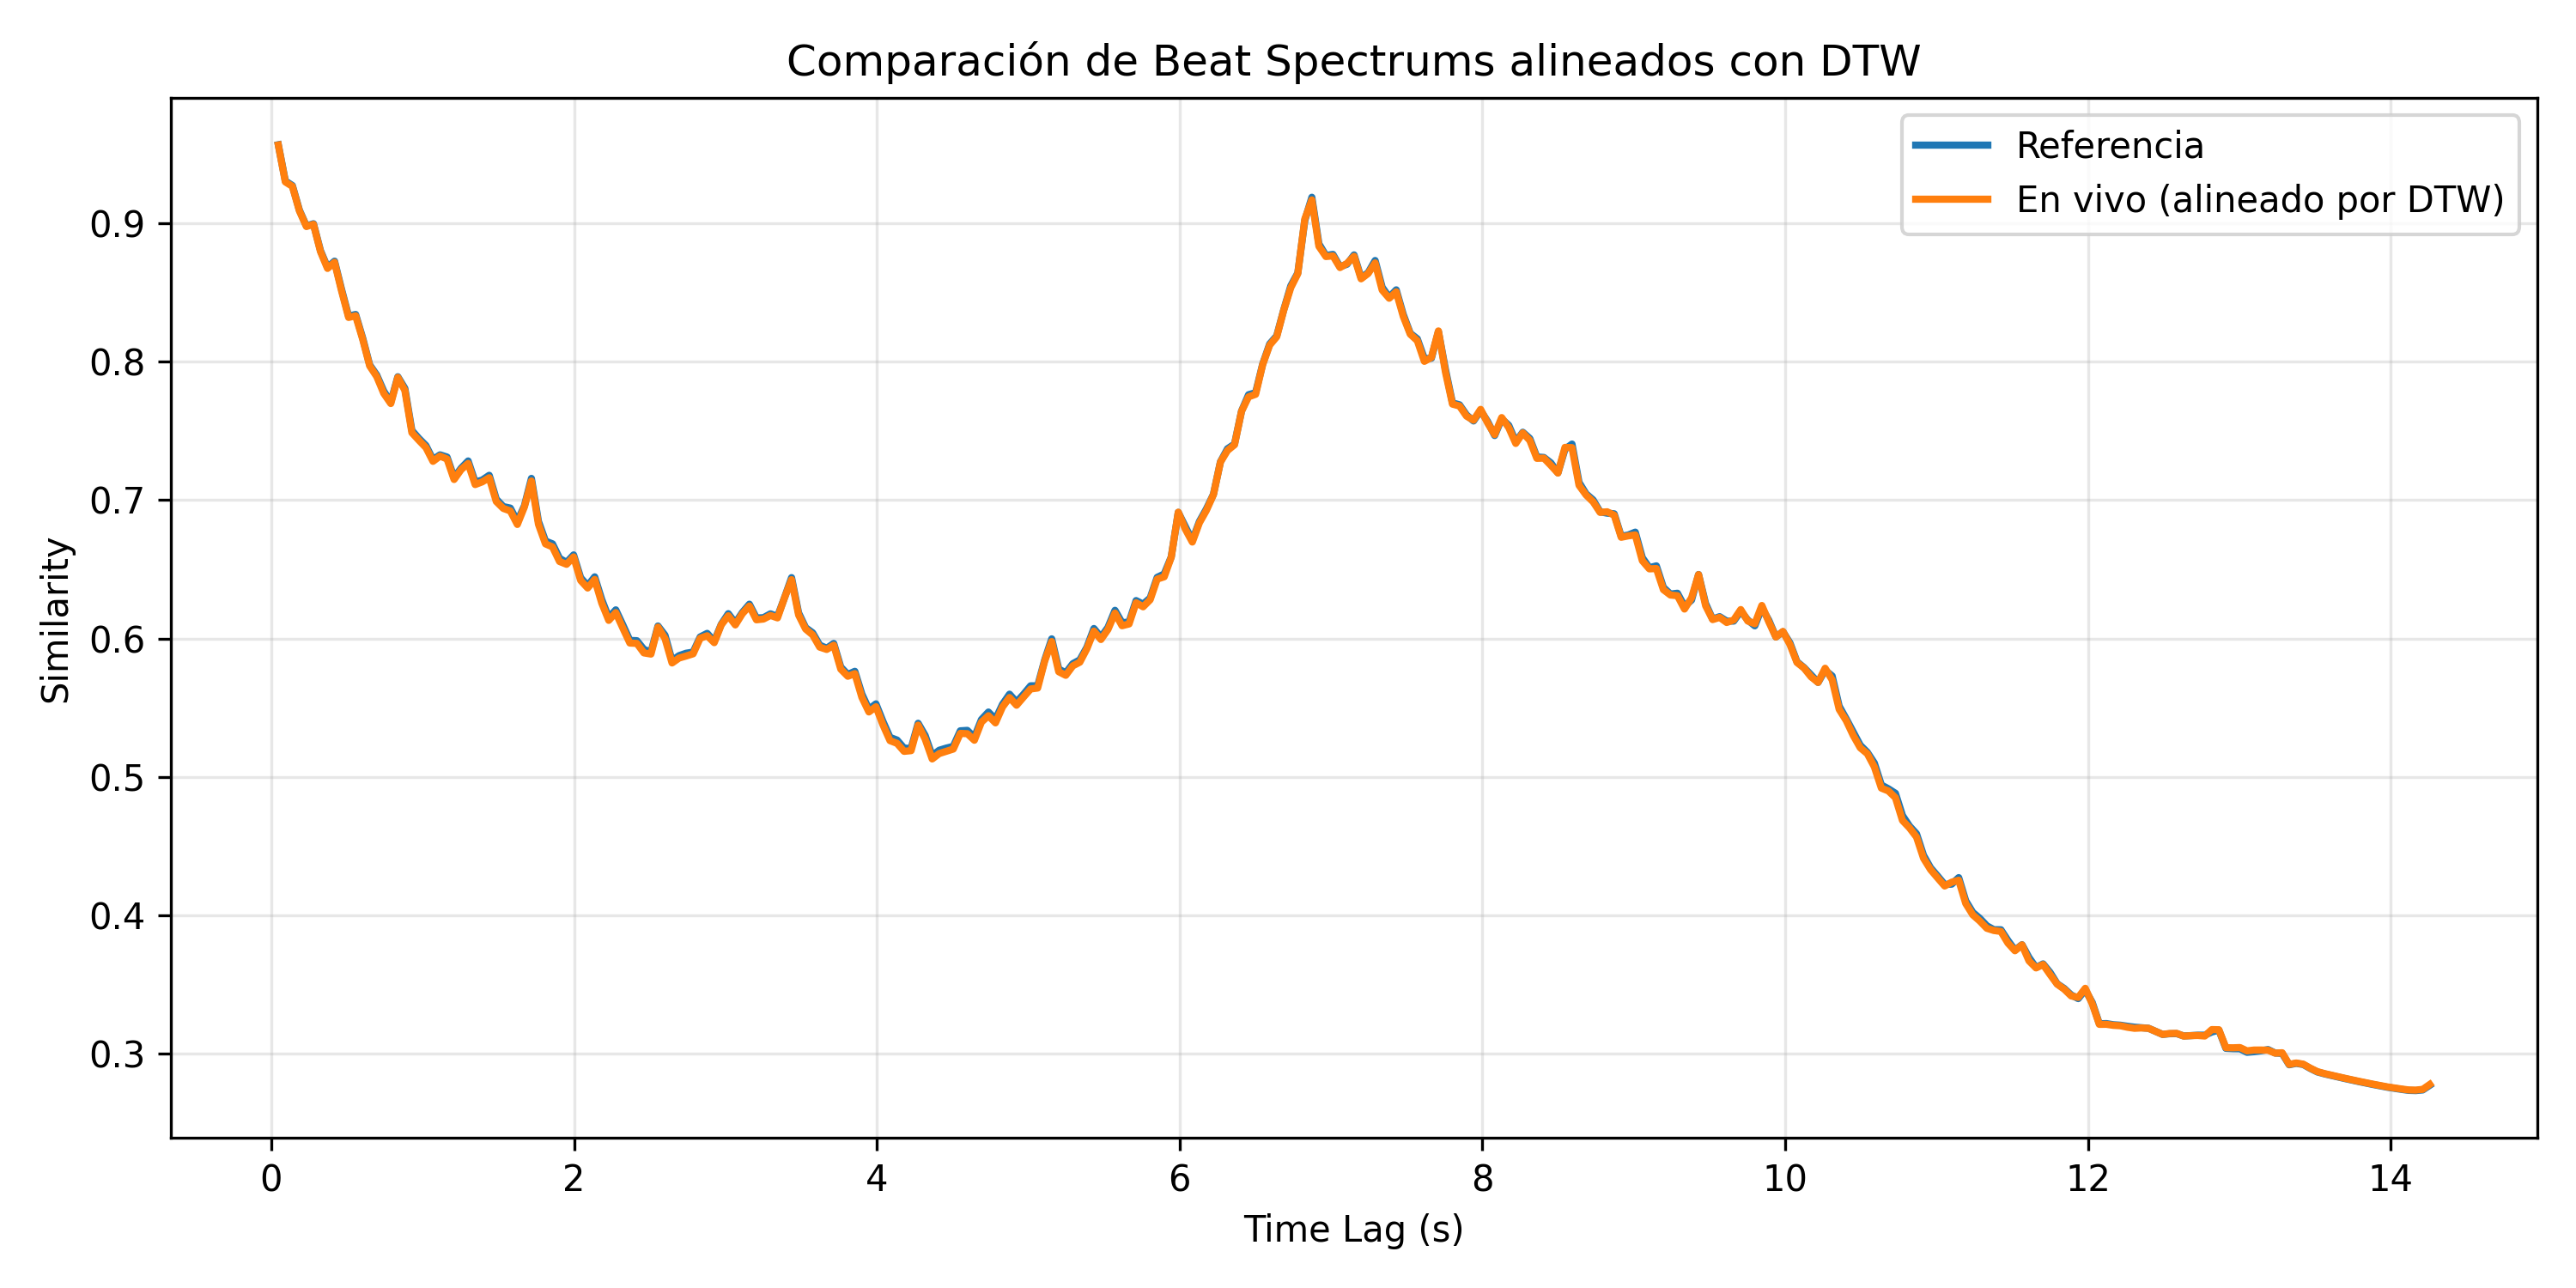 Comparación de Beat Spectrums alineados con DTW
Referencia
En vivo (alineado por DTW)
Similarity
0.9
0.8
0.7
0.6
0.5
0.4
0.3
0 2 4 6 8 10 12 14
Time Lag (s)